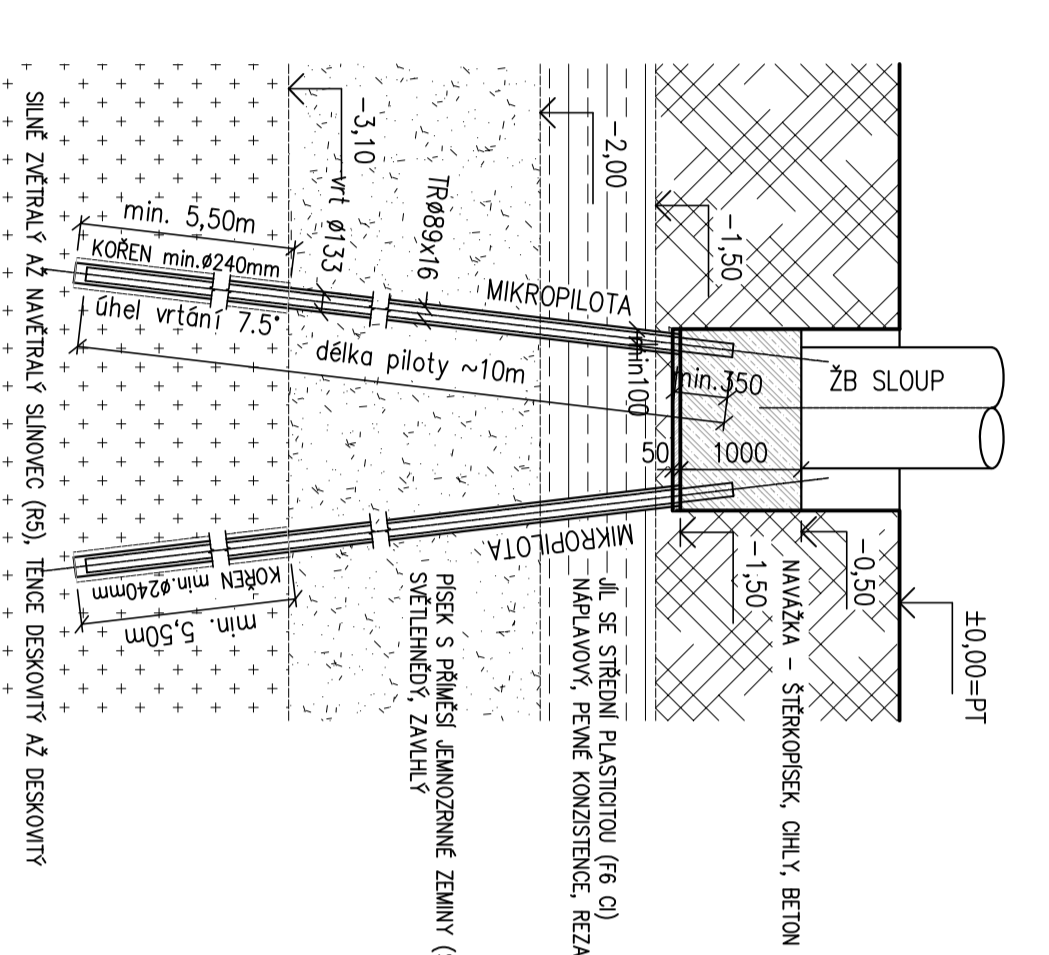 ±0,00=PT
-0,50
-1,50
-1,50
-2,00
-3,10
NAVÁŽKA - ŠTĚRKOPÍSEK, CIHLY, BETON
JÍL SE STŘEDNÍ PLASTICITOU (F6 CI)
NÁPLAVOVÝ, PEVNÉ KONZISTENCE, REZA
PÍSEK S PŘÍMĚSÍ JEMNOZRNNÉ ZEMINY (
SVĚTLEHNĚDÝ, ZAVLHLÝ
SILNĚ ZVĚTRALÝ AŽ NAVĚTRALÝ SLÍNOVEC (R5), TENCE DESKOVITÝ AŽ DESKOVITÝ
ŽB SLOUP
min.350
min100
50
1000
MIKROPILOTA
TRø89x16
vrt ø133
délka piloty ~10m
min. 5,50m
KOŘEN min.ø240mm
úhel vrtání 7.5°
MIKROPILOTA
KOŘEN min.ø240mm
min. 5,50m